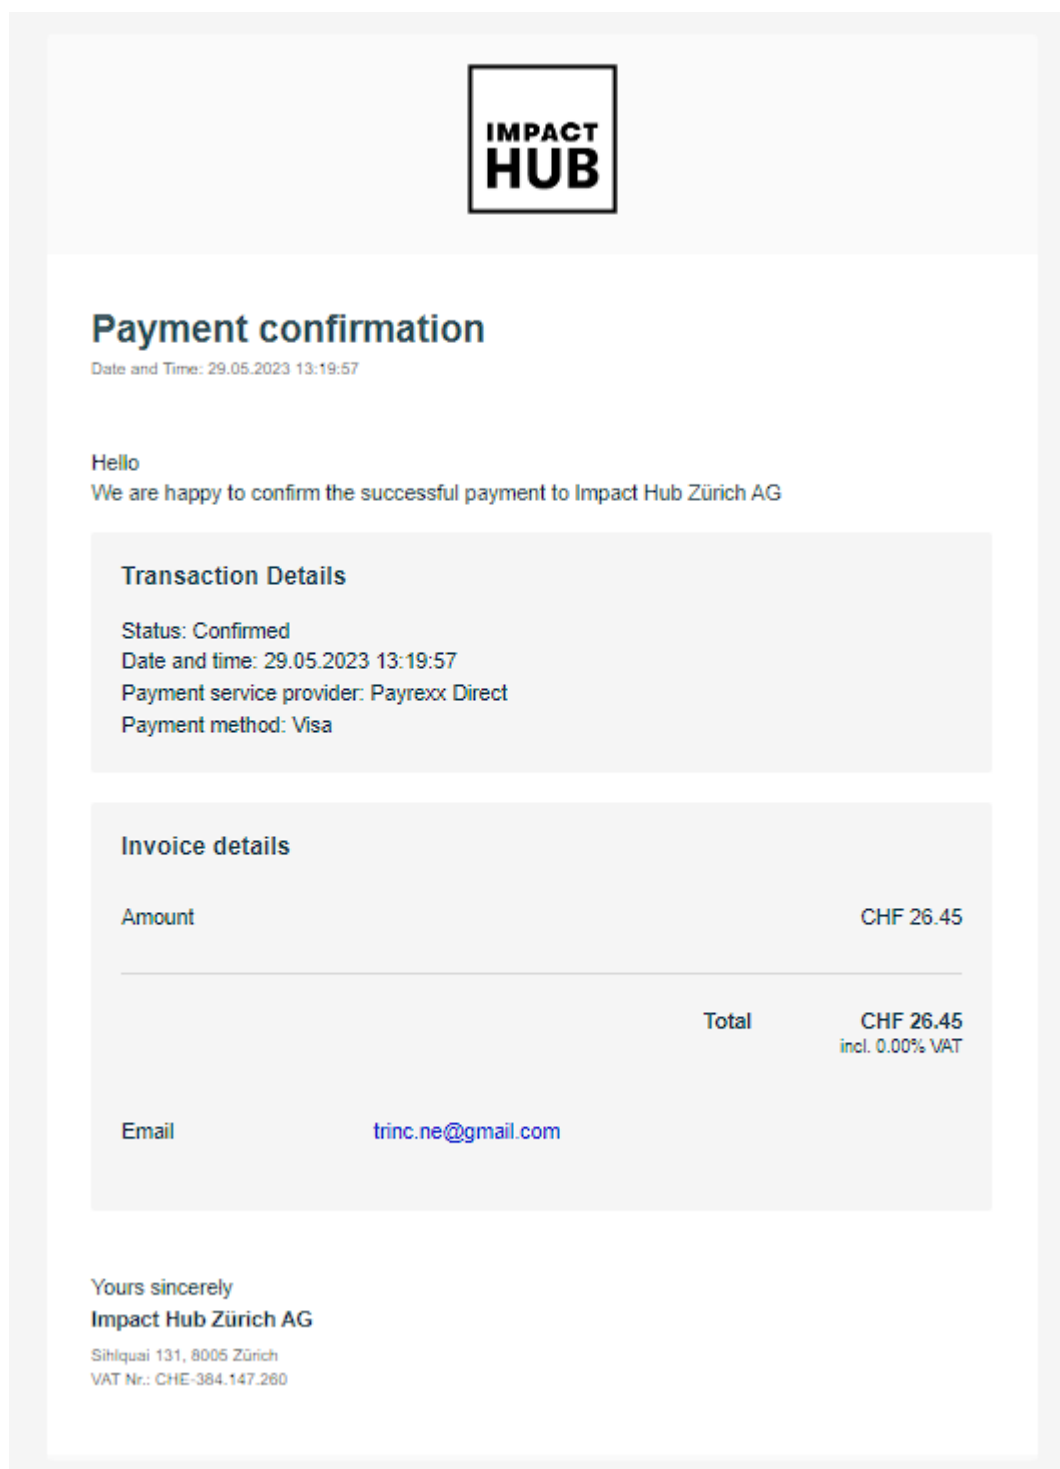 IMPACT
HUB
Payment confirmation
Date and Time: 29.05.2023 13:19:57
Hello
We are happy to confirm the successful payment to Impact Hub Zürich AG
Transaction Details
Status: Confirmed
Date and time: 29.05.2023 13:19:57
Payment service provider: Payrexx Direct
Payment method: Visa
Invoice details
Amount CHF 26.45
Total CHF 26.45
incl. 0.00% VAT
Email trinc.ne@gmail.com
Yours sincerely
Impact Hub Zürich AG
Sihlquai 131, 8005 Zürich
VAT Nr.: CHE-384.147.260